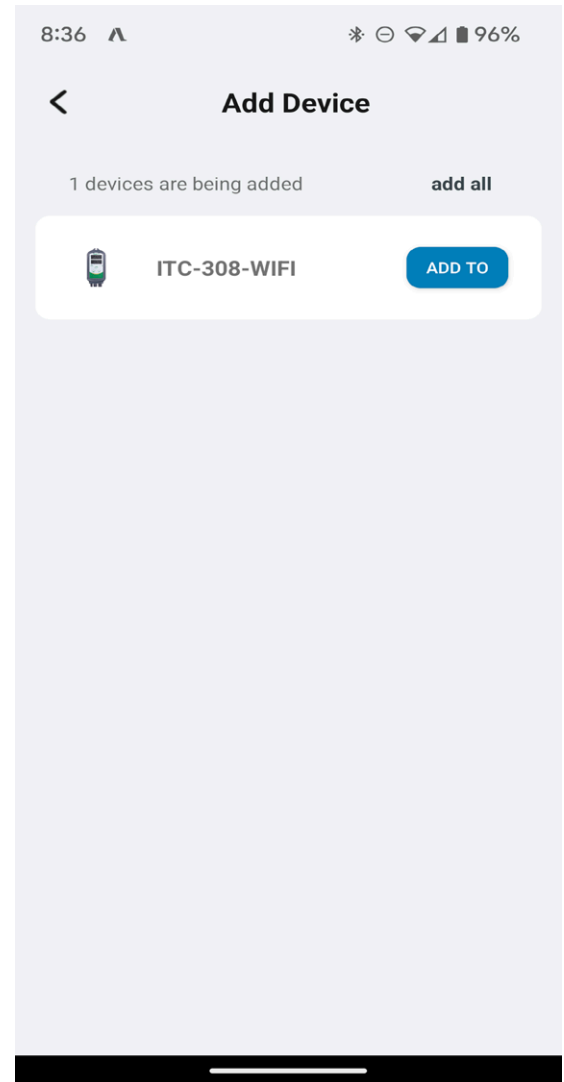 8:36 96%
Add Device
1 devices are being added add all
ITC-308-WIFI ADD TO